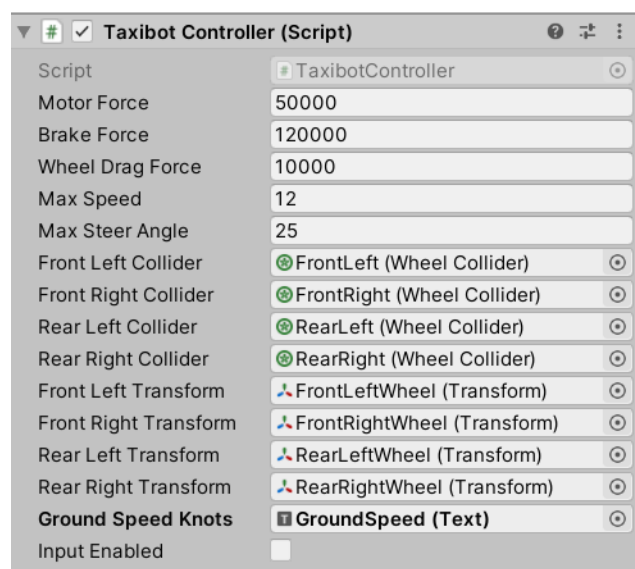 Taxibot Controller (Script)
Script TaxibotController
Motor Force 50000
Brake Force 120000
Wheel Drag Force 10000
Max Speed 12
Max Steer Angle 25
Front Left Collider FrontLeft (Wheel Collider)
Front Right Collider FrontRight (Wheel Collider)
Rear Left Collider RearLeft (Wheel Collider)
Rear Right Collider RearRight (Wheel Collider)
Front Left Transform FrontLeftWheel (Transform)
Front Right Transform FrontRightWheel (Transform)
Rear Left Transform RearLeftWheel (Transform)
Rear Right Transform RearRightWheel (Transform)
Ground Speed Knots GroundSpeed (Text)
Input Enabled